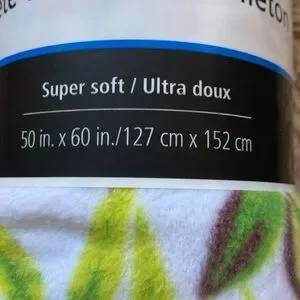 Super soft / Ultra doux
50 in. x 60 in./127 cm x 152 cm